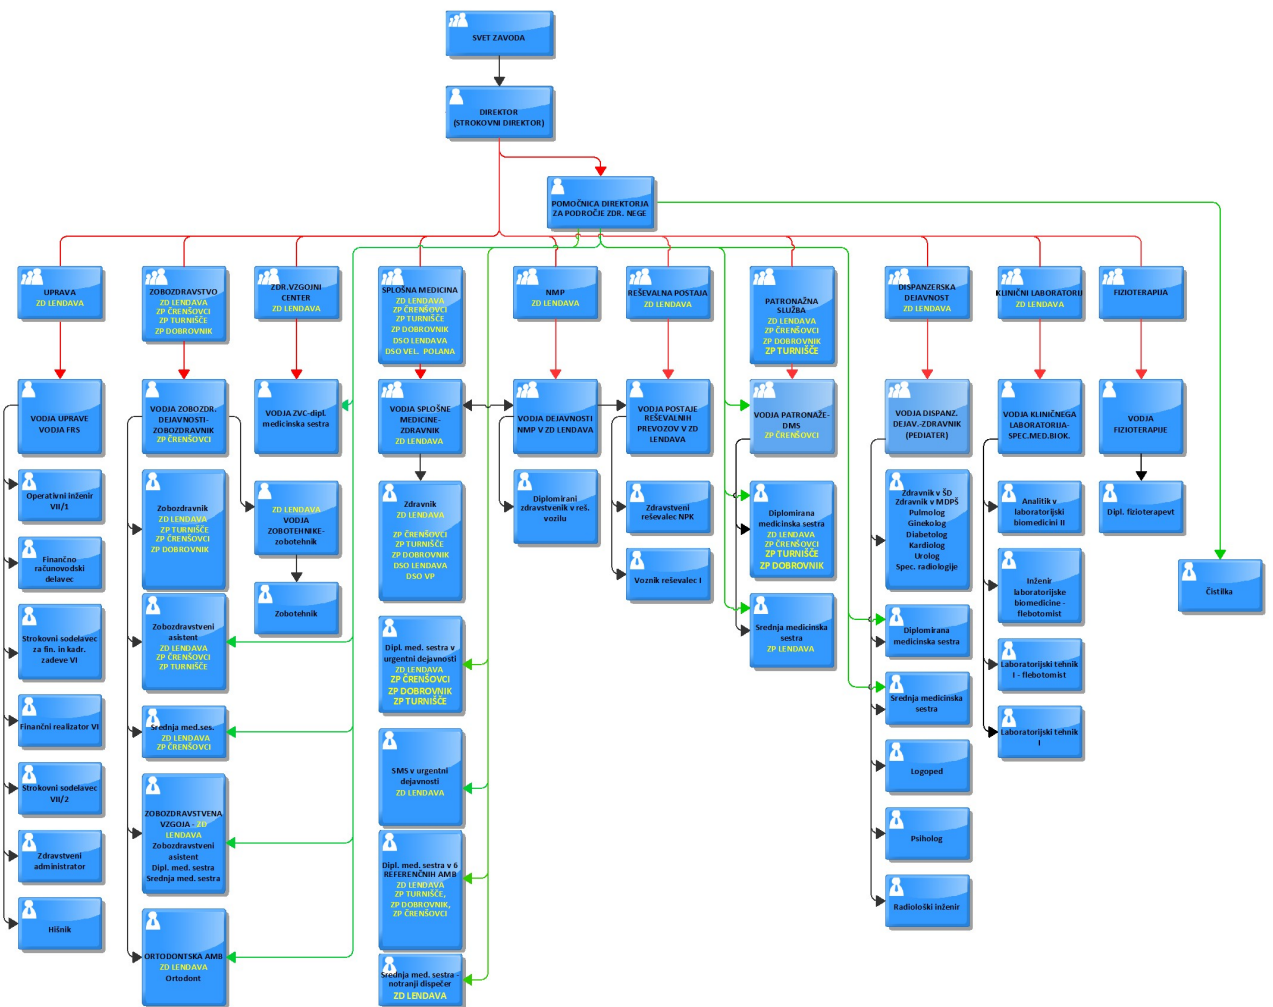 SVET ZAVODA
DIREKTOR
(STROKOVNI DIREKTOR)
POMOČNICA DIREKTORJA
ZA PODROČJE ZDR. NEGE
UPRAVA
ZD LENDAVA
ZOBOZDRAVSTVO
ZD LENDAVA
ZP ČRENŠOVCI
ZP TURNIŠČE
ZP DOBROVNIK
ZDR.VZGOJNI
CENTER
ZD LENDAVA
SPLOŠNA MEDICINA
ZD LENDAVA
ZP ČRENŠOVCI
ZP TURNIŠČE
ZP DOBROVNIK
DSO LENDAVA
DSO VEL. POLANA
NMP
ZD LENDAVA
REŠEVALNA POSTAJA
ZD LENDAVA
PATRONAŽNA
SLUŽBA
ZD LENDAVA
ZP ČRENŠOVCI
ZP DOBROVNIK
ZP TURNIŠČE
DISPANZERSKA
DEJAVNOST
ZD LENDAVA
KLINIČNI LABORATORIJ
ZD LENDAVA
FIZIOTERAPIJA
VODJA UPRAVE
VODJA FRS
VODJA ZOBOZDR.
DEJAVNOSTI-
ZOBOZDRAVNIK
ZP ČRENŠOVCI
VODJA ZVC-dipl.
medicinska sestra
VODJA SPLOŠNE
MEDICINE-
ZDRAVNIK
ZD LENDAVA
VODJA DEJAVNOSTI
NMP V ZD LENDAVA
VODJA POSTAJE
REŠEVALNIH
PREVOZOV V ZD
LENDAVA
VODJA PATRONAŽE-
DMS
ZP ČRENŠOVCI
VODJA DISPANZ.
DEJAV.-ZDRAVNIK
(PEDIATER)
VODJA KLINIČNEGA
LABORATORIJA-
SPEC.MED.BIOK.
VODJA
FIZIOTERAPIJE
Operativni inženir
VII/1
Finančno
računovodski
delavec
Strokovni sodelavec
za fin. in kadr.
zadeve VI
Finančni realizator VI
Strokovni sodelavec
VII/2
Zdravstveni
administrator
Hišnik
Zobozdravnik
ZD LENDAVA
ZP TURNIŠČE
ZP ČRENŠOVCI
ZP DOBROVNIK
Zobozdravstveni
asistent
ZD LENDAVA
ZP ČRENŠOVCI
ZP TURNIŠČE
Srednja med.ses.
ZD LENDAVA
ZP ČRENŠOVCI
ZOBOZDRAVSTVENA
VZGOJA - ZD
LENDAVA
Zobozdravstveni
asistent
Dipl. med. sestra
Srednja med. sestra
ORTODONTSKA AMB
ZD LENDAVA
Ortodont
ZD LENDAVA
VODJA
ZOBOTEHNIKE-
zobotehnik
Zobotehnik
Zdravnik
ZD LENDAVA
ZP ČRENŠOVCI
ZP TURNIŠČE
ZP DOBROVNIK
DSO LENDAVA
DSO VP
Dipl. med. sestra v
urgentni dejavnosti
ZD LENDAVA
ZP ČRENŠOVCI
ZP DOBROVNIK
ZP TURNIŠČE
SMS v urgentni
dejavnosti
ZD LENDAVA
Dipl. med. sestra v 6
REFERENČNIH AMB
ZD LENDAVA
ZP TURNIŠČE,
ZP DOBROVNIK,
ZP ČRENŠOVCI
Srednja med. sestra -
notranji dispečer
ZD LENDAVA
Diplomirani
zdravstvenik v reš.
vozilu
Zdravstveni
reševalec NPK
Voznik reševalec I
Diplomirana
medicinska sestra
ZD LENDAVA
ZP ČRENŠOVCI
ZP TURNIŠČE
ZP DOBROVNIK
Srednja medicinska
sestra
ZP LENDAVA
Zdravnik v ŠD
Zdravnik v MDPŠ
Pulmolog
Ginekolog
Diabetolog
Kardiolog
Urolog
Spec. radiologije
Diplomirana
medicinska sestra
Srednja medicinska
sestra
Logoped
Psiholog
Radiološki inženir
Analitik v
laboratorijski
biomedicini II
Inženir
laboratorijske
biomedicine -
flebotomist
Laboratorijski tehnik
I - flebotomist
Laboratorijski tehnik
I
Dipl. fizioterapevt
Čistilka